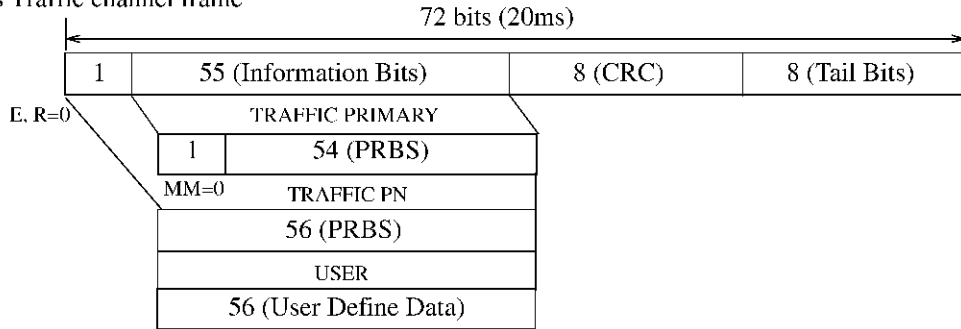 Traffic channel frame
72 bits (20ms)
1 55 (Information Bits) 8 (CRC) 8 (Tail Bits)
E, R=0 TRAFFIC PRIMARY
1 54 (PRBS)
MM=0 TRAFFIC PN
56 (PRBS)
USER
56 (User Define Data)